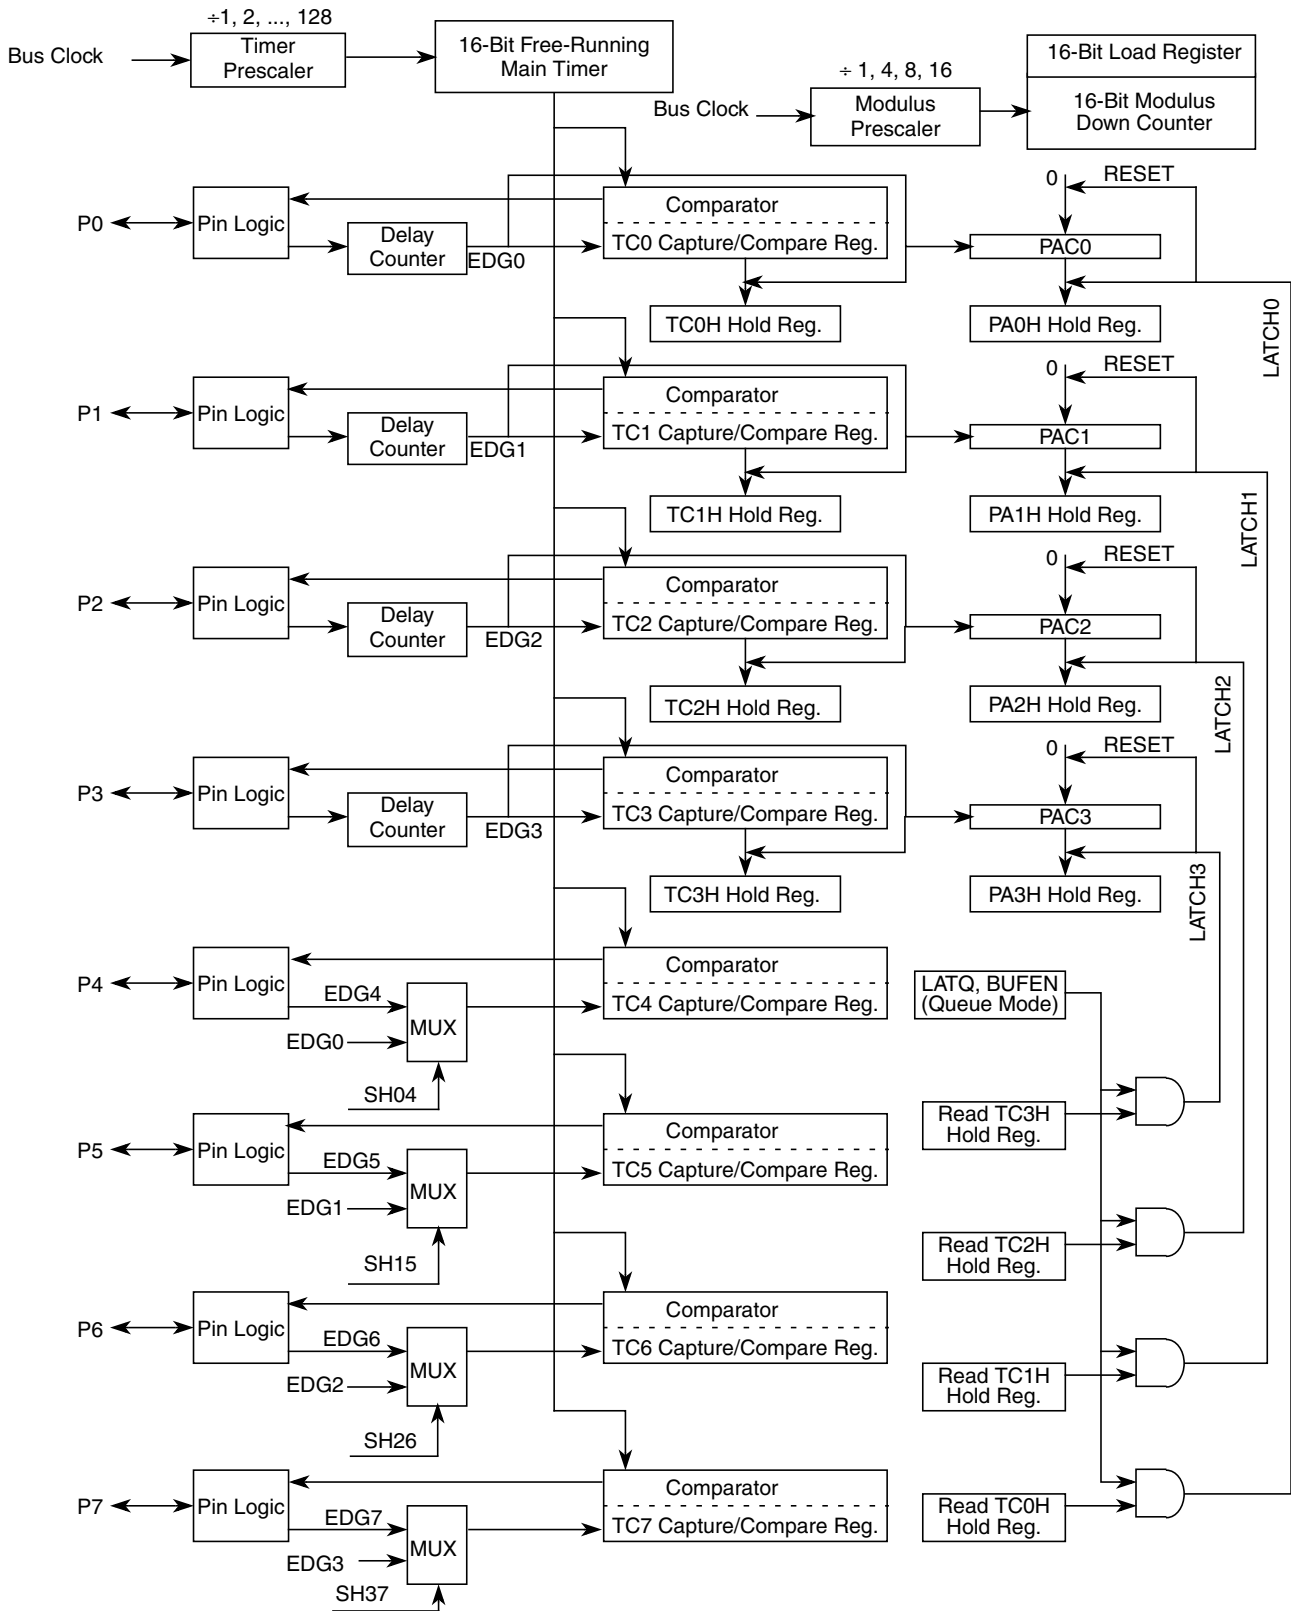 ÷1, 2, ..., 128
Bus Clock
Timer
Prescaler
16-Bit Free-Running
Main Timer
÷ 1, 4, 8, 16
Bus Clock
Modulus
Prescaler
16-Bit Load Register
16-Bit Modulus
Down Counter
P0
Pin Logic
Delay
Counter
EDG0
Comparator
TC0 Capture/Compare Reg.
TC0H Hold Reg.
0
RESET
PAC0
PA0H Hold Reg.
LATCH0
P1
Pin Logic
Delay
Counter
EDG1
Comparator
TC1 Capture/Compare Reg.
TC1H Hold Reg.
0
RESET
PAC1
PA1H Hold Reg.
LATCH1
P2
Pin Logic
Delay
Counter
EDG2
Comparator
TC2 Capture/Compare Reg.
TC2H Hold Reg.
0
RESET
PAC2
PA2H Hold Reg.
LATCH2
P3
Pin Logic
Delay
Counter
EDG3
Comparator
TC3 Capture/Compare Reg.
TC3H Hold Reg.
0
RESET
PAC3
PA3H Hold Reg.
LATCH3
P4
Pin Logic
EDG4
EDG0
MUX
SH04
Comparator
TC4 Capture/Compare Reg.
LATQ, BUFEN
(Queue Mode)
P5
Pin Logic
EDG5
EDG1
MUX
SH15
Comparator
TC5 Capture/Compare Reg.
Read TC3H
Hold Reg.
Read TC2H
Hold Reg.
P6
Pin Logic
EDG6
EDG2
MUX
SH26
Comparator
TC6 Capture/Compare Reg.
Read TC1H
Hold Reg.
P7
Pin Logic
EDG7
EDG3
MUX
SH37
Comparator
TC7 Capture/Compare Reg.
Read TC0H
Hold Reg.